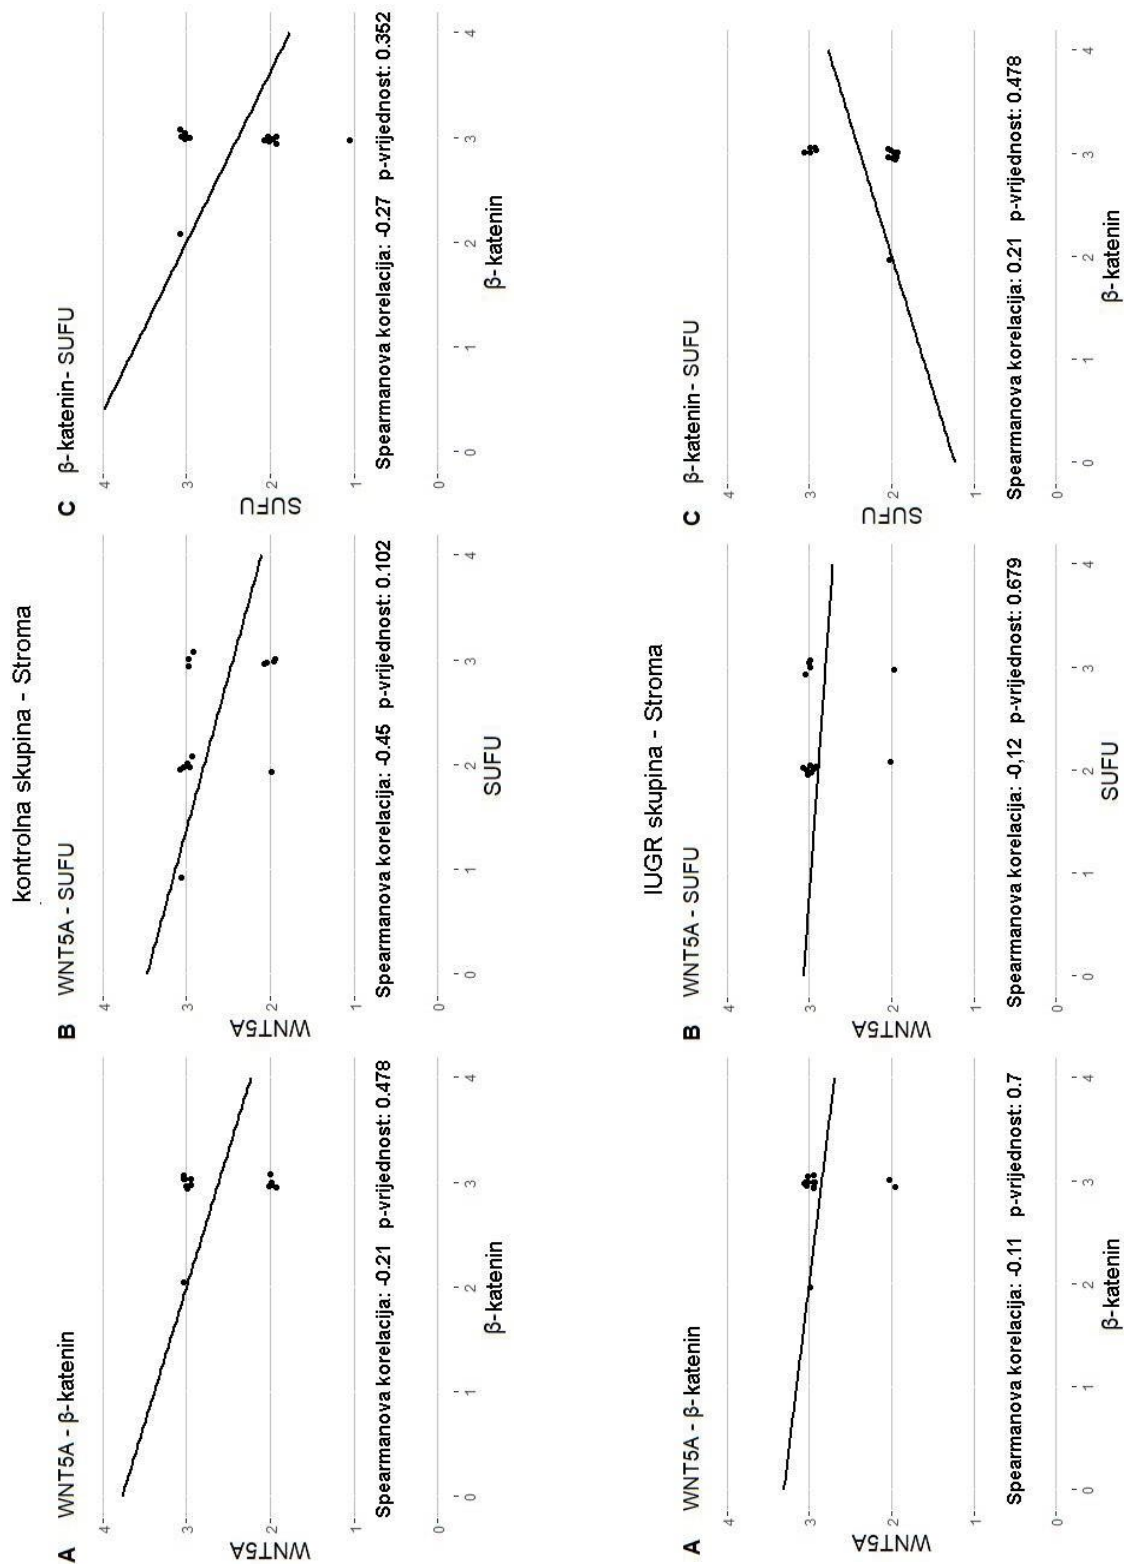 kontrolna skupina - Stroma
A WNT5A - β-katenin
4
3
2
1
0
WNT5A
0 1 2 3 4
β-katenin
Spearmanova korelacija: -0.21 p-vrijednost: 0.478
B WNT5A - SUFU
4
3
2
1
0
WNT5A
0 1 2 3 4
SUFU
Spearmanova korelacija: -0.45 p-vrijednost: 0.102
C β-katenin- SUFU
4
3
2
1
0
SUFU
0 1 2 3 4
β-katenin
Spearmanova korelacija: -0.27 p-vrijednost: 0.352
IUGR skupina - Stroma
A WNT5A - β-katenin
4
3
2
1
0
WNT5A
0 1 2 3 4
β-katenin
Spearmanova korelacija: -0.11 p-vrijednost: 0.7
B WNT5A - SUFU
4
3
2
1
0
WNT5A
0 1 2 3 4
SUFU
Spearmanova korelacija: -0,12 p-vrijednost: 0.679
C β-katenin- SUFU
4
3
2
1
0
SUFU
0 1 2 3 4
β-katenin
Spearmanova korelacija: 0.21 p-vrijednost: 0.478